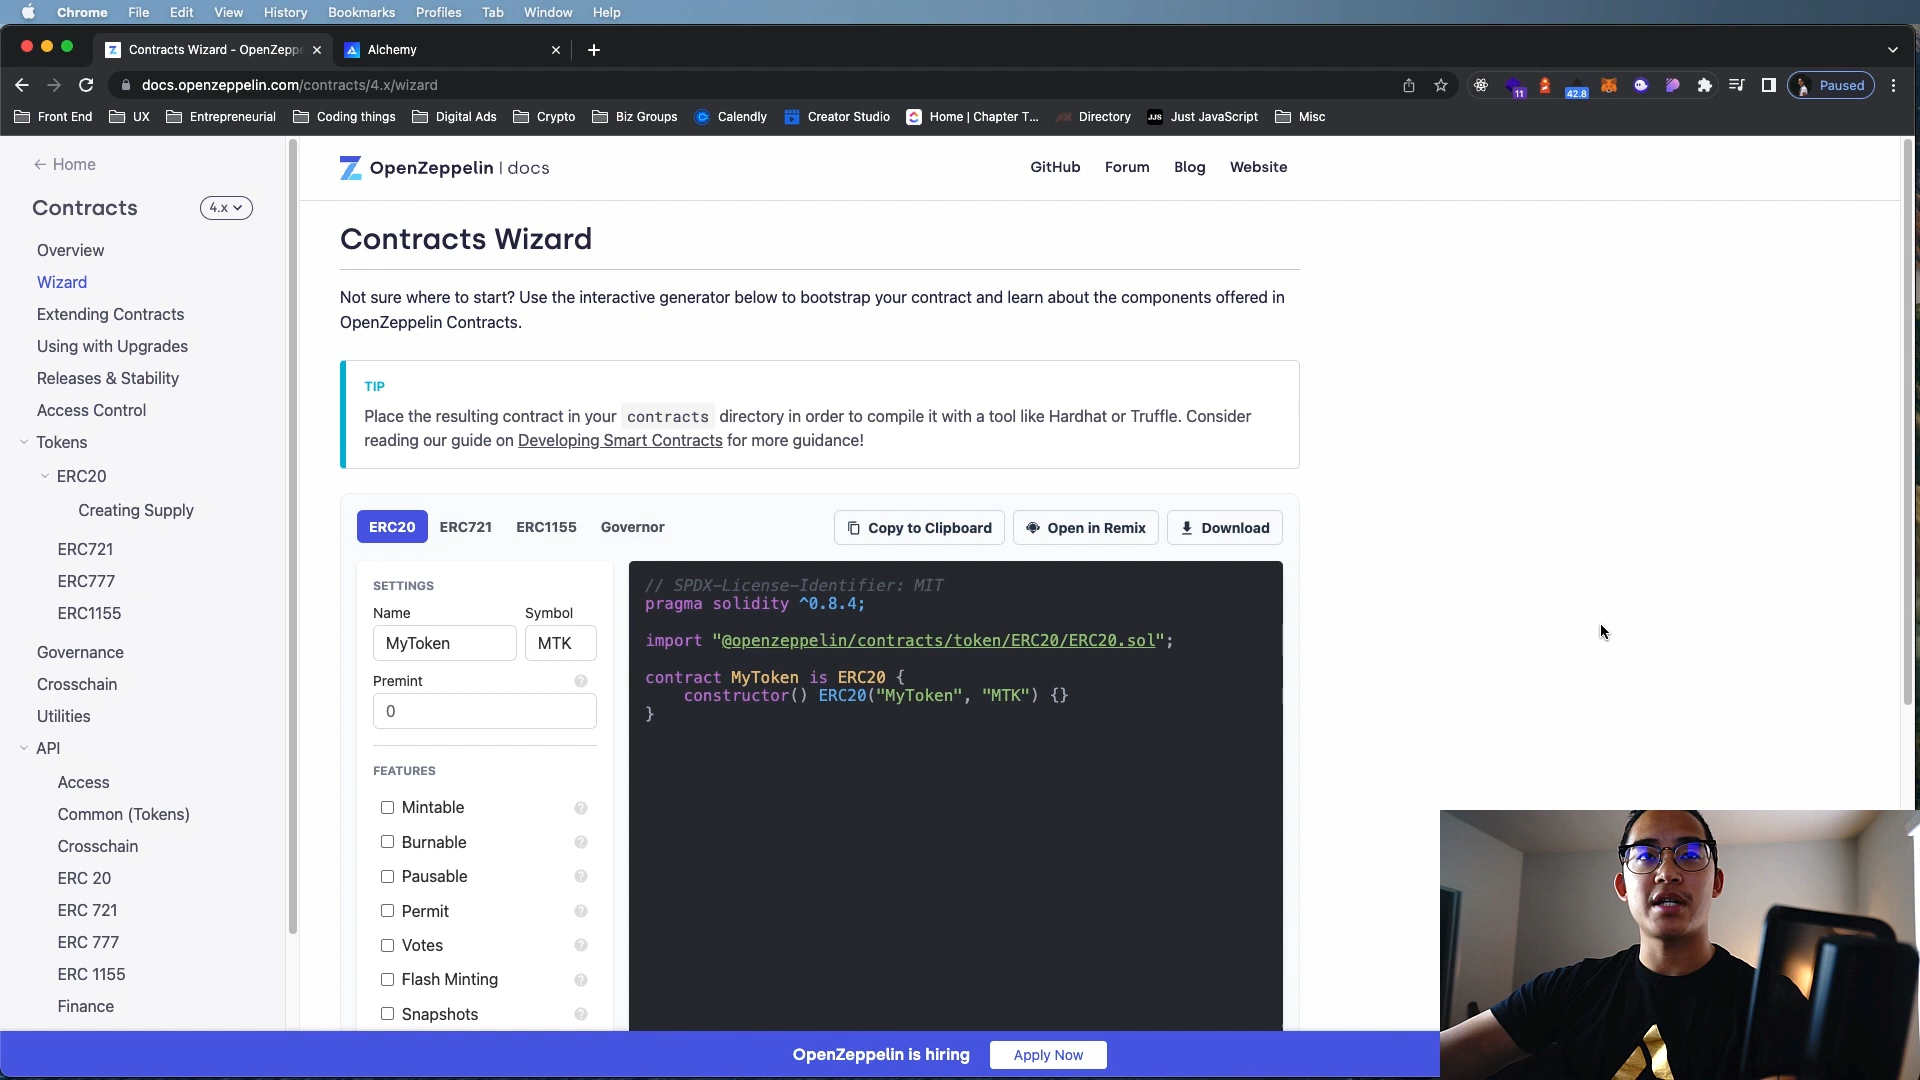 Chrome File Edit View History Bookmarks Profiles Tab Window Help
Contracts Wizard - OpenZeppe
Alchemy
docs.openzeppelin.com/contracts/4.x/wizard
11
42.8
Paused
Front End UX Entrepreneurial Coding things Digital Ads Crypto Biz Groups Calendly Creator Studio Home | Chapter T... Directory JJS Just JavaScript Misc
← Home
Contracts
4.x
Overview
Wizard
Extending Contracts
Using with Upgrades
Releases & Stability
Access Control
Tokens
ERC20
Creating Supply
ERC721
ERC777
ERC1155
Governance
Crosschain
Utilities
API
Access
Common (Tokens)
Crosschain
ERC 20
ERC 721
ERC 777
ERC 1155
Finance
OpenZeppelin | docs
GitHub Forum Blog Website
Contracts Wizard
Not sure where to start? Use the interactive generator below to bootstrap your contract and learn about the components offered in
OpenZeppelin Contracts.
TIP
Place the resulting contract in your contracts directory in order to compile it with a tool like Hardhat or Truffle. Consider
reading our guide on Developing Smart Contracts for more guidance!
ERC20 ERC721 ERC1155 Governor
Copy to Clipboard Open in Remix Download
SETTINGS
Name Symbol
MyToken MTK
Premint ?
0
FEATURES
Mintable ?
Burnable ?
Pausable ?
Permit ?
Votes ?
Flash Minting ?
Snapshots ?
// SPDX-License-Identifier: MIT
pragma solidity ^0.8.4;
import "@openzeppelin/contracts/token/ERC20/ERC20.sol";
contract MyToken is ERC20 {
constructor() ERC20("MyToken", "MTK") {}
}
OpenZeppelin is hiring
Apply Now